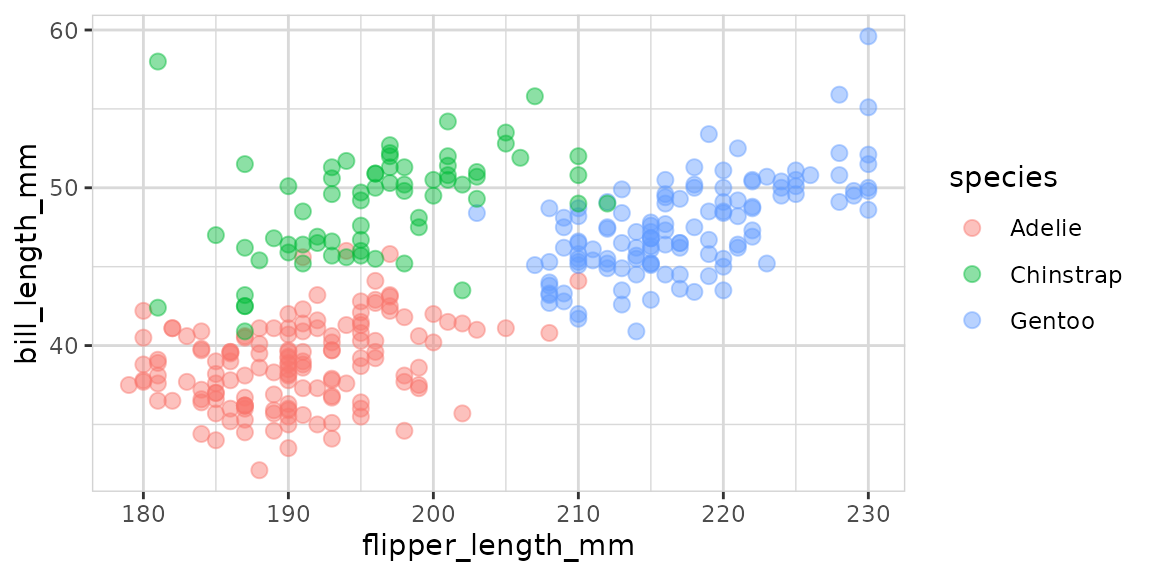 60
50
40
bill_length_mm
180 190 200 210 220 230
flipper_length_mm
species
Adelie
Chinstrap
Gentoo